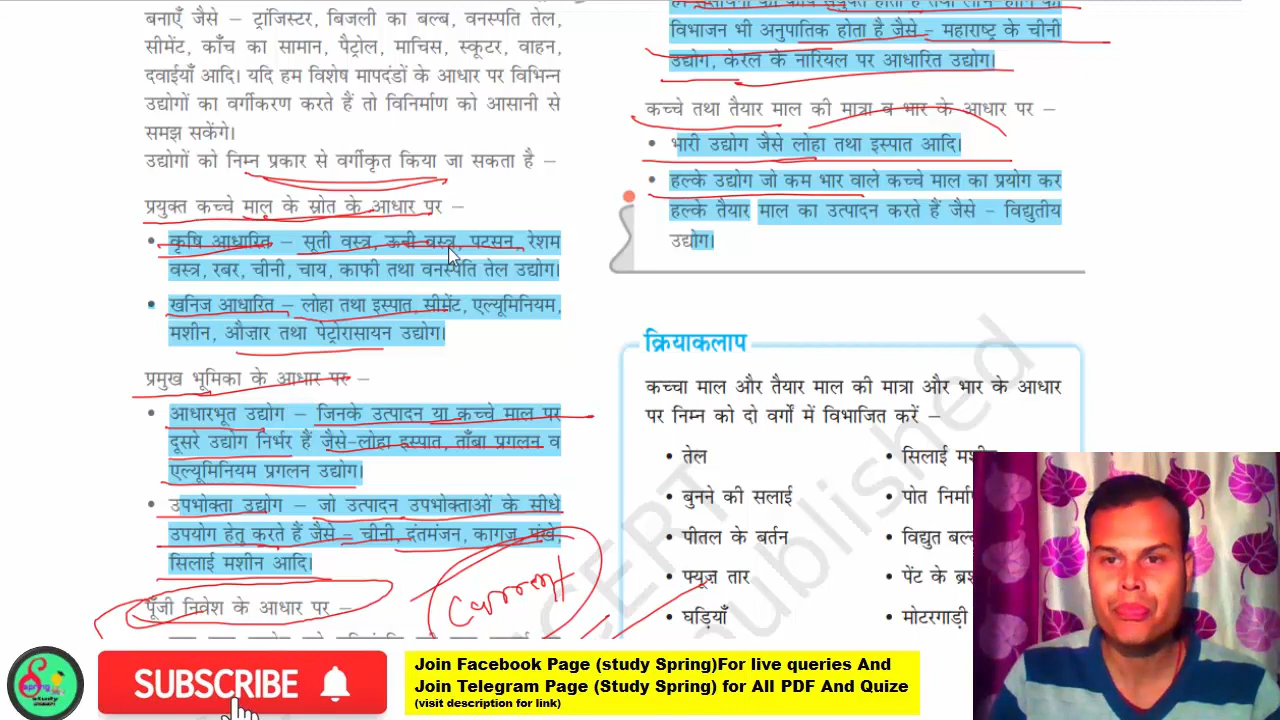 बनाएँ जैसे – ट्रांजिस्टर, बिजली का बल्ब, वनस्पति तेल,
सीमेंट, काँच का सामान, पैट्रोल, माचिस, स्कूटर, वाहन,
दवाईयाँ आदि। यदि हम विशेष मापदंडों के आधार पर विभिन्न
उद्योगों का वर्गीकरण करते हैं तो विनिर्माण को आसानी से
समझ सकेंगे।
उद्योगों को निम्न प्रकार से वर्गीकृत किया जा सकता है –
प्रयुक्त कच्चे माल के स्रोत के आधार पर –
• कृषि आधारित – सूती वस्त्र, ऊनी वस्त्र, पटसन, रेशम
वस्त्र, रबर, चीनी, चाय, काफी तथा वनस्पति तेल उद्योग।
• खनिज आधारित – लोहा तथा इस्पात, सीमेंट, एल्यूमिनियम,
मशीन, औज़ार तथा पेट्रोरासायन उद्योग।
प्रमुख भूमिका के आधार पर –
• आधारभूत उद्योग – जिनके उत्पादन या कच्चे माल पर
दूसरे उद्योग निर्भर हैं जैसे-लोहा इस्पात, ताँबा प्रगलन व
एल्यूमिनियम प्रगलन उद्योग।
• उपभोक्ता उद्योग – जो उत्पादन उपभोक्ताओं के सीधे
उपयोग हेतु करते हैं जैसे – चीनी, दंतमंजन, कागज, पंखे,
सिलाई मशीन आदि।
पूँजी निवेश के आधार पर –
विभाजन भी अनुपातिक होता है जैसे – महाराष्ट्र के चीनी
उद्योग, केरल के नारियल पर आधारित उद्योग।
कच्चे तथा तैयार माल की मात्रा व भार के आधार पर –
• भारी उद्योग जैसे लोहा तथा इस्पात आदि।
• हल्के उद्योग जो कम भार वाले कच्चे माल का प्रयोग कर
हल्के तैयार माल का उत्पादन करते हैं जैसे – विद्युतीय
उद्योग।
क्रियाकलाप
कच्चा माल और तैयार माल की मात्रा और भार के आधार
पर निम्न को दो वर्गों में विभाजित करें –
• तेल
• बुनने की सलाई
• पीतल के बर्तन
• फ्यूज़ तार
• घड़ियाँ
• सिलाई
• पोत
• विद्युत
• पेंट के
• मोटरगाड़ी
published
SUBSCRIBE
Join Facebook Page (study Spring)For live queries And
Join Telegram Page (Study Spring) for All PDF And Quize
(visit description for link)